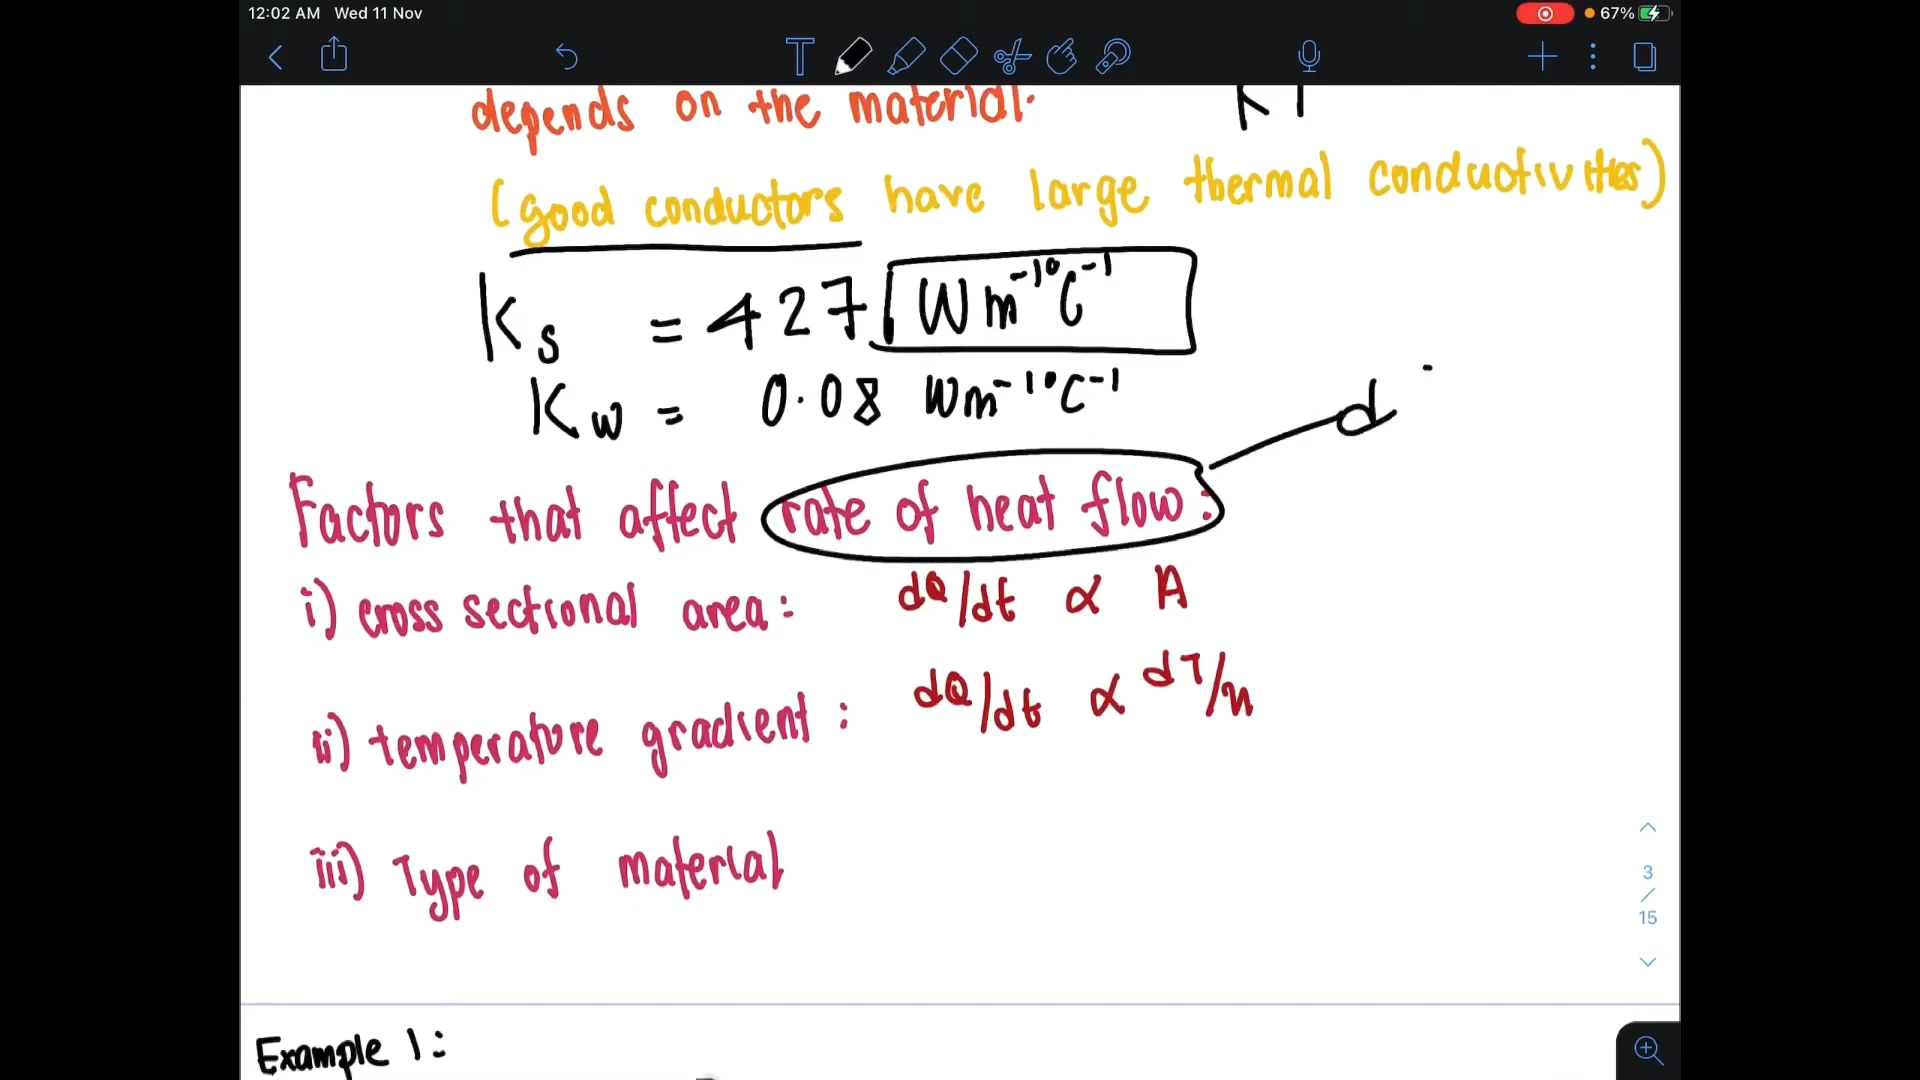 12:02 AM Wed 11 Nov
67%
depends on the material.
(good conductors have large thermal conductivities)
Ks = 427 Wm⁻¹°C⁻¹
Kw = 0.08 Wm⁻¹°C⁻¹
d
Factors that affect rate of heat flow:
i) cross sectional area: dQ/dt ∝ A
ii) temperature gradient: dQ/dt ∝ dT/x
iii) Type of material
3
/
15
Example 1: